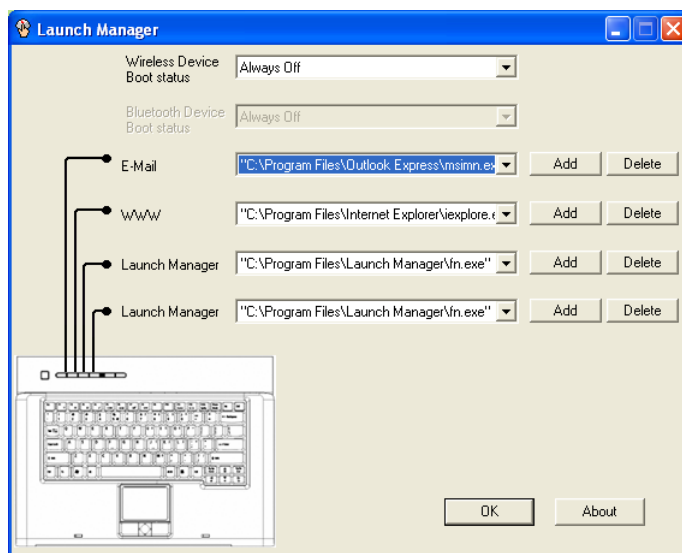 Launch Manager
Wireless Device
Boot status
Always Off
Bluetooth Device
Boot status
Always Off
E-Mail
"C:\Program Files\Outlook Express\msimn.ex
Add
Delete
WWW
"C:\Program Files\Internet Explorer\iexplore.e
Add
Delete
Launch Manager
"C:\Program Files\Launch Manager\fn.exe"
Add
Delete
Launch Manager
"C:\Program Files\Launch Manager\fn.exe"
Add
Delete
OK
About